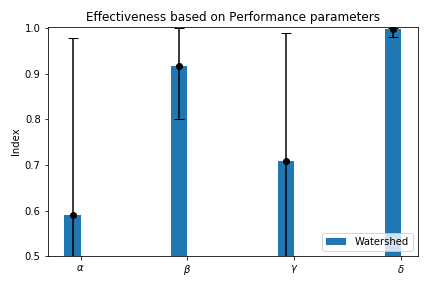 Effectiveness based on Performance parameters
Index
1.0
0.9
0.8
0.7
0.6
0.5
α
β
γ
δ
Watershed